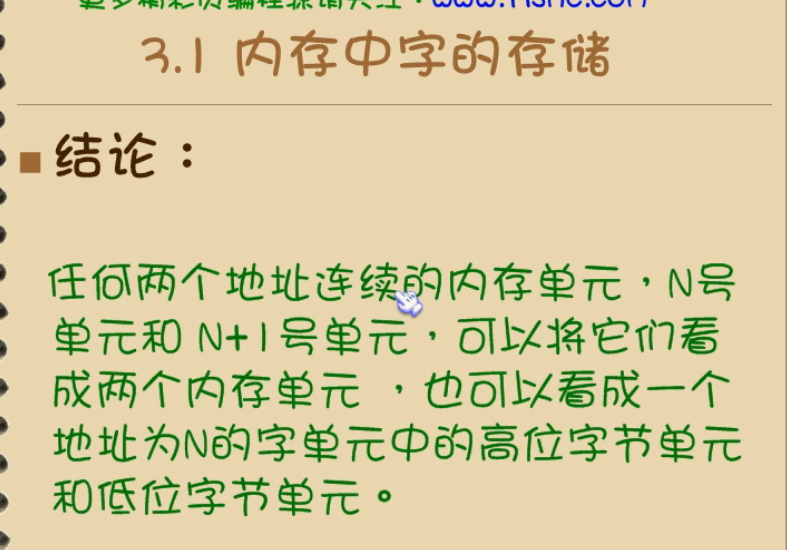 3.1 内存中字的存储
结论：
任何两个地址连续的内存单元，N号
单元和 N+1号单元，可以将它们看
成两个内存单元 ，也可以看成一个
地址为N的字单元中的高位字节单元
和低位字节单元。